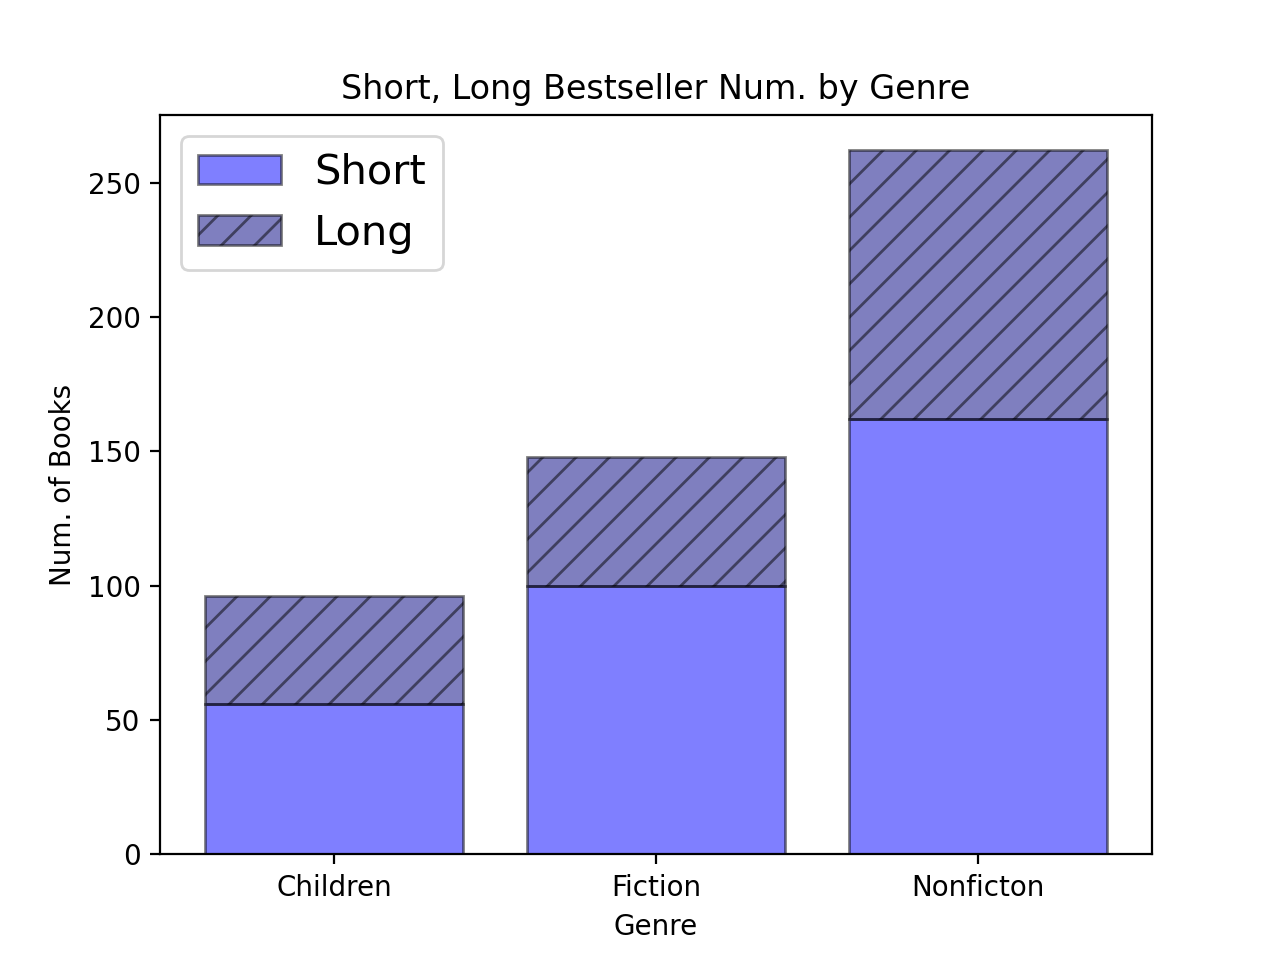 Short, Long Bestseller Num. by Genre
Short
Long
250
200
150
100
50
0
Num. of Books
Children
Fiction
Nonficton
Genre